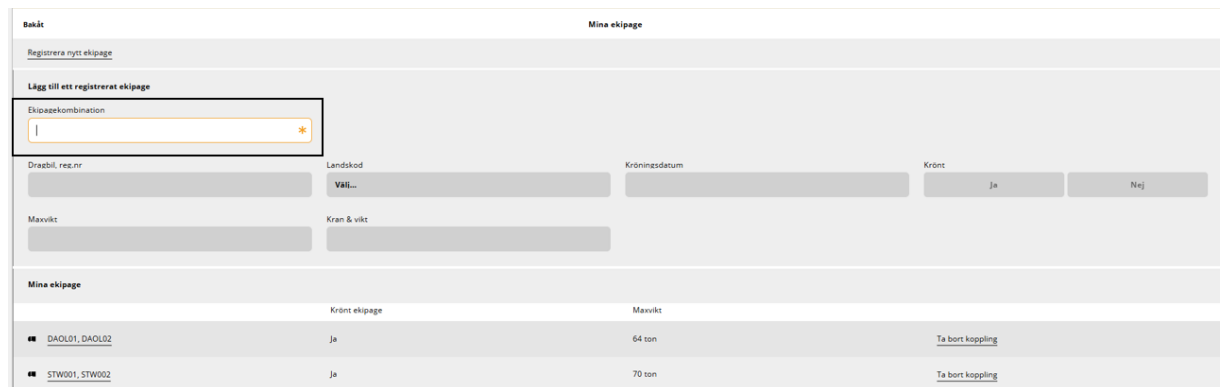 Bakåt Mina ekipage
Registrera nytt ekipage
Lägg till ett registrerat ekipage
Ekipagekombination
*
Dragbil, reg.nr Landskod Kröningsdatum Krönt
Välj... Ja Nej
Maxvikt Kran & vikt
Mina ekipage
Krönt ekipage Maxvikt
DAOL01, DAOL02 Ja 64 ton Ta bort koppling
STW001, STW002 Ja 70 ton Ta bort koppling